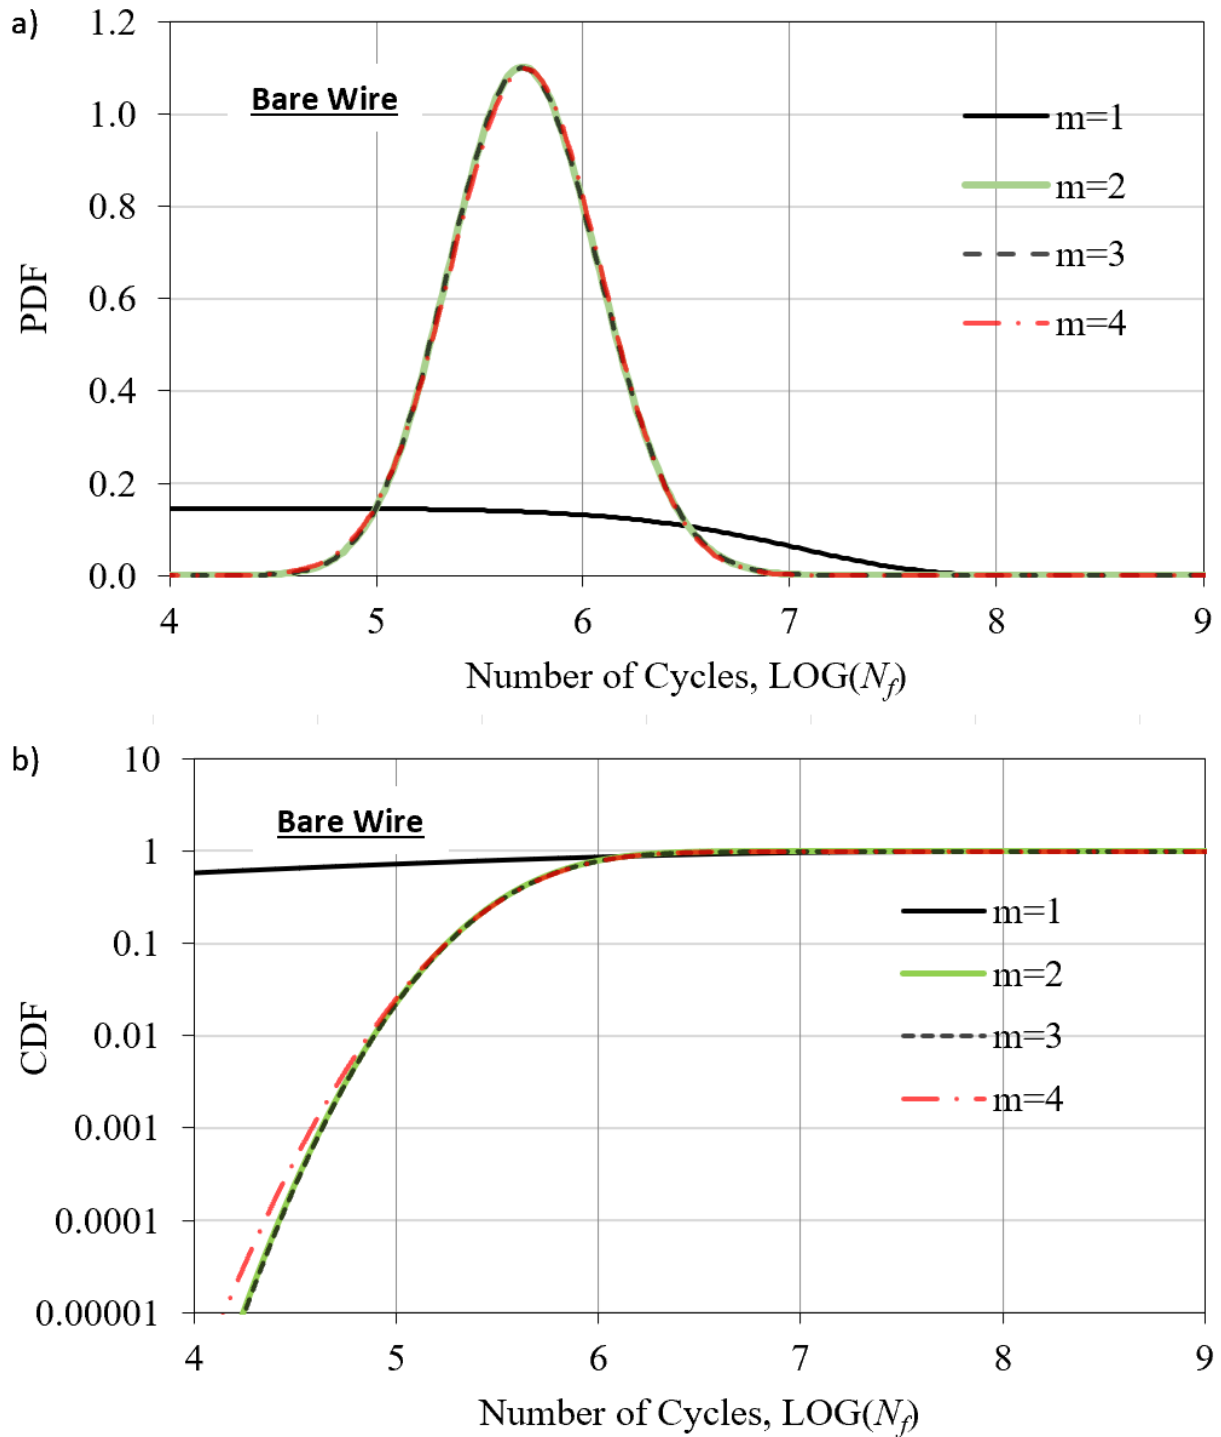 a)
1.2
1.0
0.8
0.6
0.4
0.2
0.0
PDF
Bare Wire
m=1
m=2
m=3
m=4
4 5 6 7 8 9
Number of Cycles, LOG(N_f)
b)
10
1
0.1
0.01
0.001
0.0001
0.00001
CDF
Bare Wire
m=1
m=2
m=3
m=4
4 5 6 7 8 9
Number of Cycles, LOG(N_f)